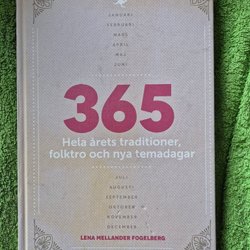 JANUARI
FEBRUARI
MARS
APRIL
MAJ
JUNI
365
Hela årets traditioner,
folktro och nya temadagar
JULI
AUGUSTI
SEPTEMBER
OKTOBER
NOVEMBER
DECEMBER
LENA MELLANDER FOGELBERG